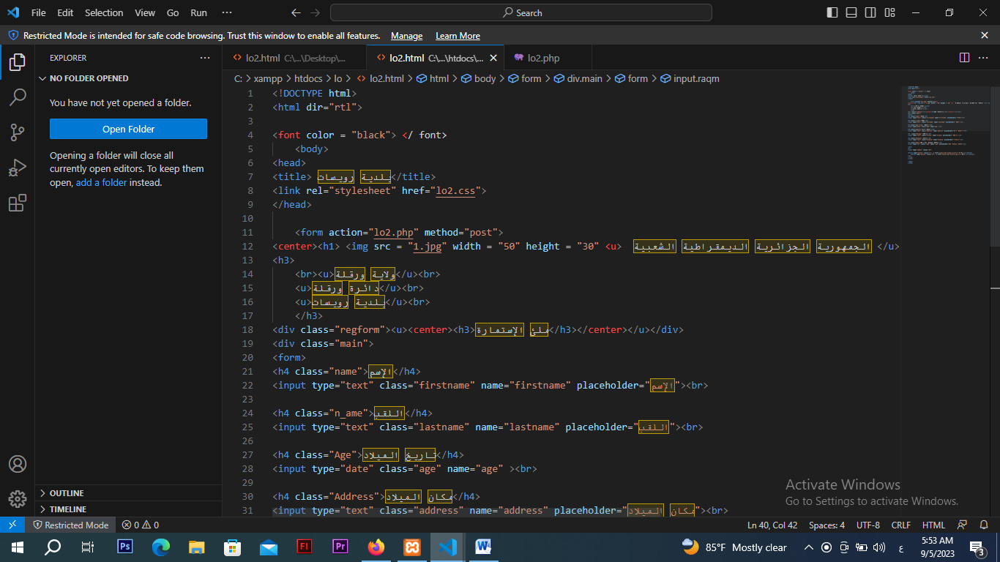 File Edit Selection View Go Run ··· Search
Restricted Mode is intended for safe code browsing. Trust this window to enable all features. Manage Learn More
EXPLORER ···
NO FOLDER OPENED
You have not yet opened a folder.
Open Folder
Opening a folder will close all
currently open editors. To keep them
open, add a folder instead.
OUTLINE
TIMELINE
lo2.html C:\...\Desktop\... lo2.html C:\...\htdocs\... lo2.php
C: > xampp > htdocs > lo > lo2.html > html > body > form > div.main > form > input.raqm
1 <!DOCTYPE html>
2 <html dir="rtl">
3
4 <font color = "black"> </ font>
5 <body>
6 <head>
7 <title> بلدية رويسات</title>
8 <link rel="stylesheet" href="lo2.css">
9 </head>
10
11 <form action="lo2.php" method="post">
12 <center><h1> <img src = "1.jpg" width = "50" height = "30" <u> الجمهورية الجزائرية الديمقراطية الشعبية </u>
13 <h3>
14 <br><u>ولاية ورقلة</u><br>
15 <u>دائرة ورقلة</u><br>
16 <u>بلدية رويسات</u><br>
17 </h3>
18 <div class="regform"><u><center><h3>ملئ الإستمارة</h3></center></u></div>
19 <div class="main">
20 <form>
21 <h4 class="name">الإسم</h4>
22 <input type="text" class="firstname" name="firstname" placeholder="الإسم"><br>
23
24 <h4 class="n_ame">اللقب</h4>
25 <input type="text" class="lastname" name="lastname" placeholder="اللقب"><br>
26
27 <h4 class="Age">تاريخ الميلاد</h4>
28 <input type="date" class="age" name="age" ><br>
29
30 <h4 class="Address">مكان الميلاد</h4>
31 <input type="text" class="address" name="address" placeholder="مكان الميلاد"><br>
Activate Windows
Go to Settings to activate Windows.
Restricted Mode 0 0 Ln 40, Col 42 Spaces: 4 UTF-8 CRLF HTML
Ps Fl Pr W 85°F Mostly clear ع 5:53 AM
9/5/2023 3